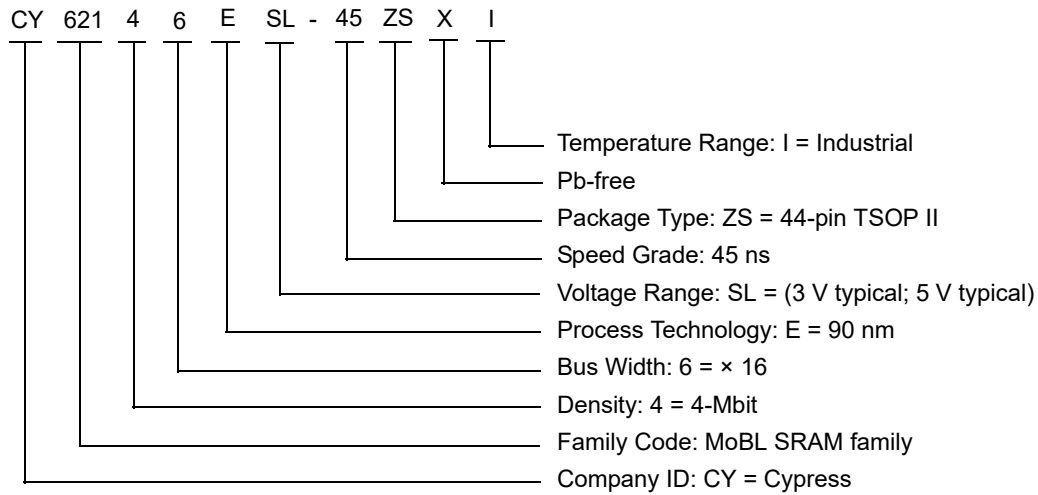 CY 621 4 6 E SL - 45 ZS X I
Temperature Range: I = Industrial
Pb-free
Package Type: ZS = 44-pin TSOP II
Speed Grade: 45 ns
Voltage Range: SL = (3 V typical; 5 V typical)
Process Technology: E = 90 nm
Bus Width: 6 = × 16
Density: 4 = 4-Mbit
Family Code: MoBL SRAM family
Company ID: CY = Cypress